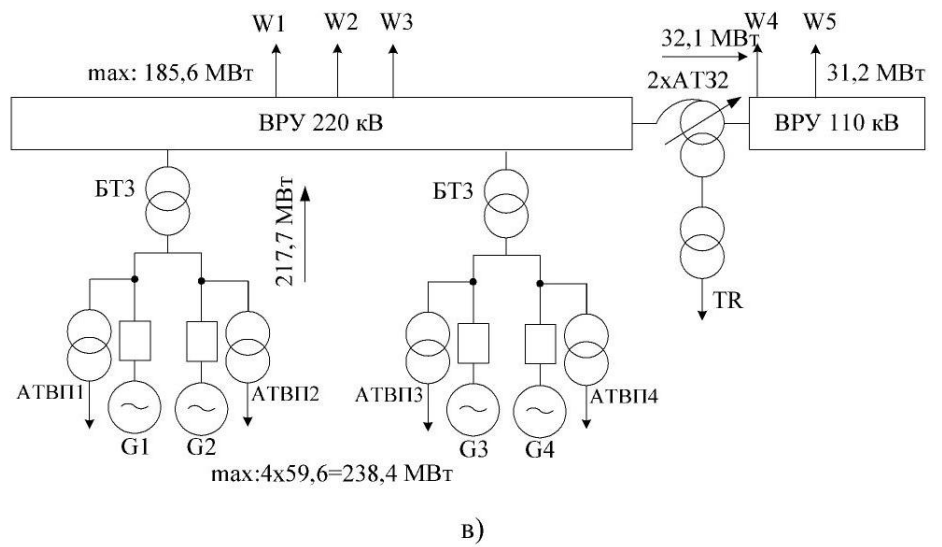 W1 W2 W3
W4 W5
max: 185,6 МВт
32,1 МВт
31,2 МВт
2хАТЗ2
ВРУ 220 кВ
ВРУ 110 кВ
БТЗ
217,7 МВт
БТЗ
TR
АТВП1
АТВП2
АТВП3
АТВП4
G1 G2
G3 G4
max:4x59,6=238,4 МВт
в)